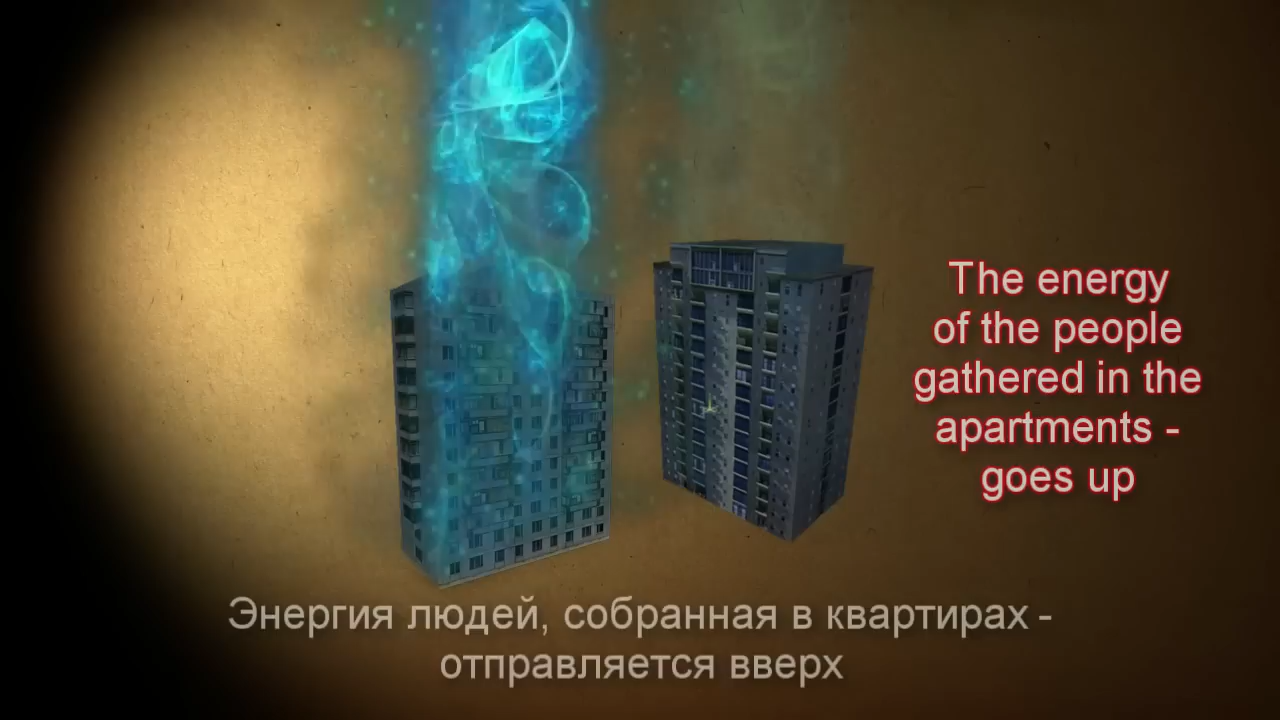 The energy
of the people
gathered in the
apartments -
goes up
Энергия людей, собранная в квартирах -
отправляется вверх